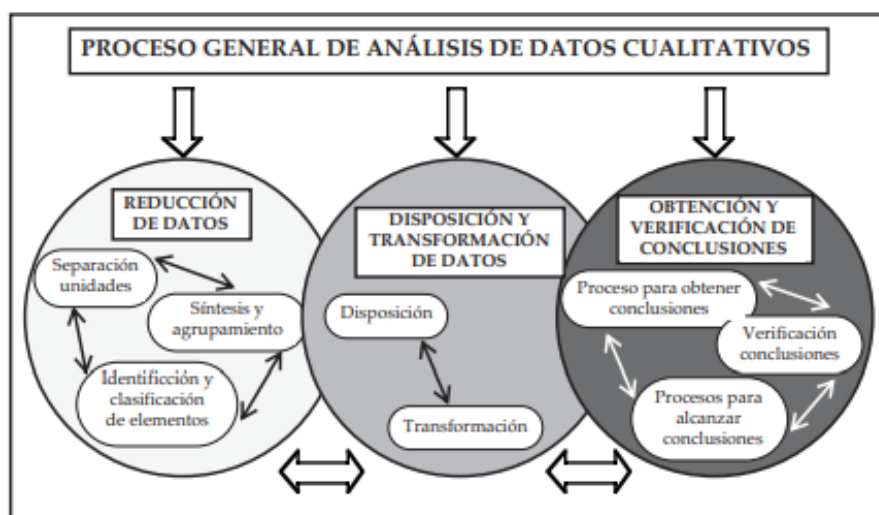 PROCESO GENERAL DE ANÁLISIS DE DATOS CUALITATIVOS
REDUCCIÓN
DE DATOS
Separación
unidades
Síntesis y
agrupamiento
Identificción y
clasificación
de elementos
DISPOSICIÓN Y
TRANSFORMACIÓN
DE DATOS
Disposición
Transformación
OBTENCIÓN Y
VERIFICACIÓN DE
CONCLUSIONES
Proceso para obtener
conclusiones
Verificación
conclusiones
Procesos para
alcanzar
conclusiones